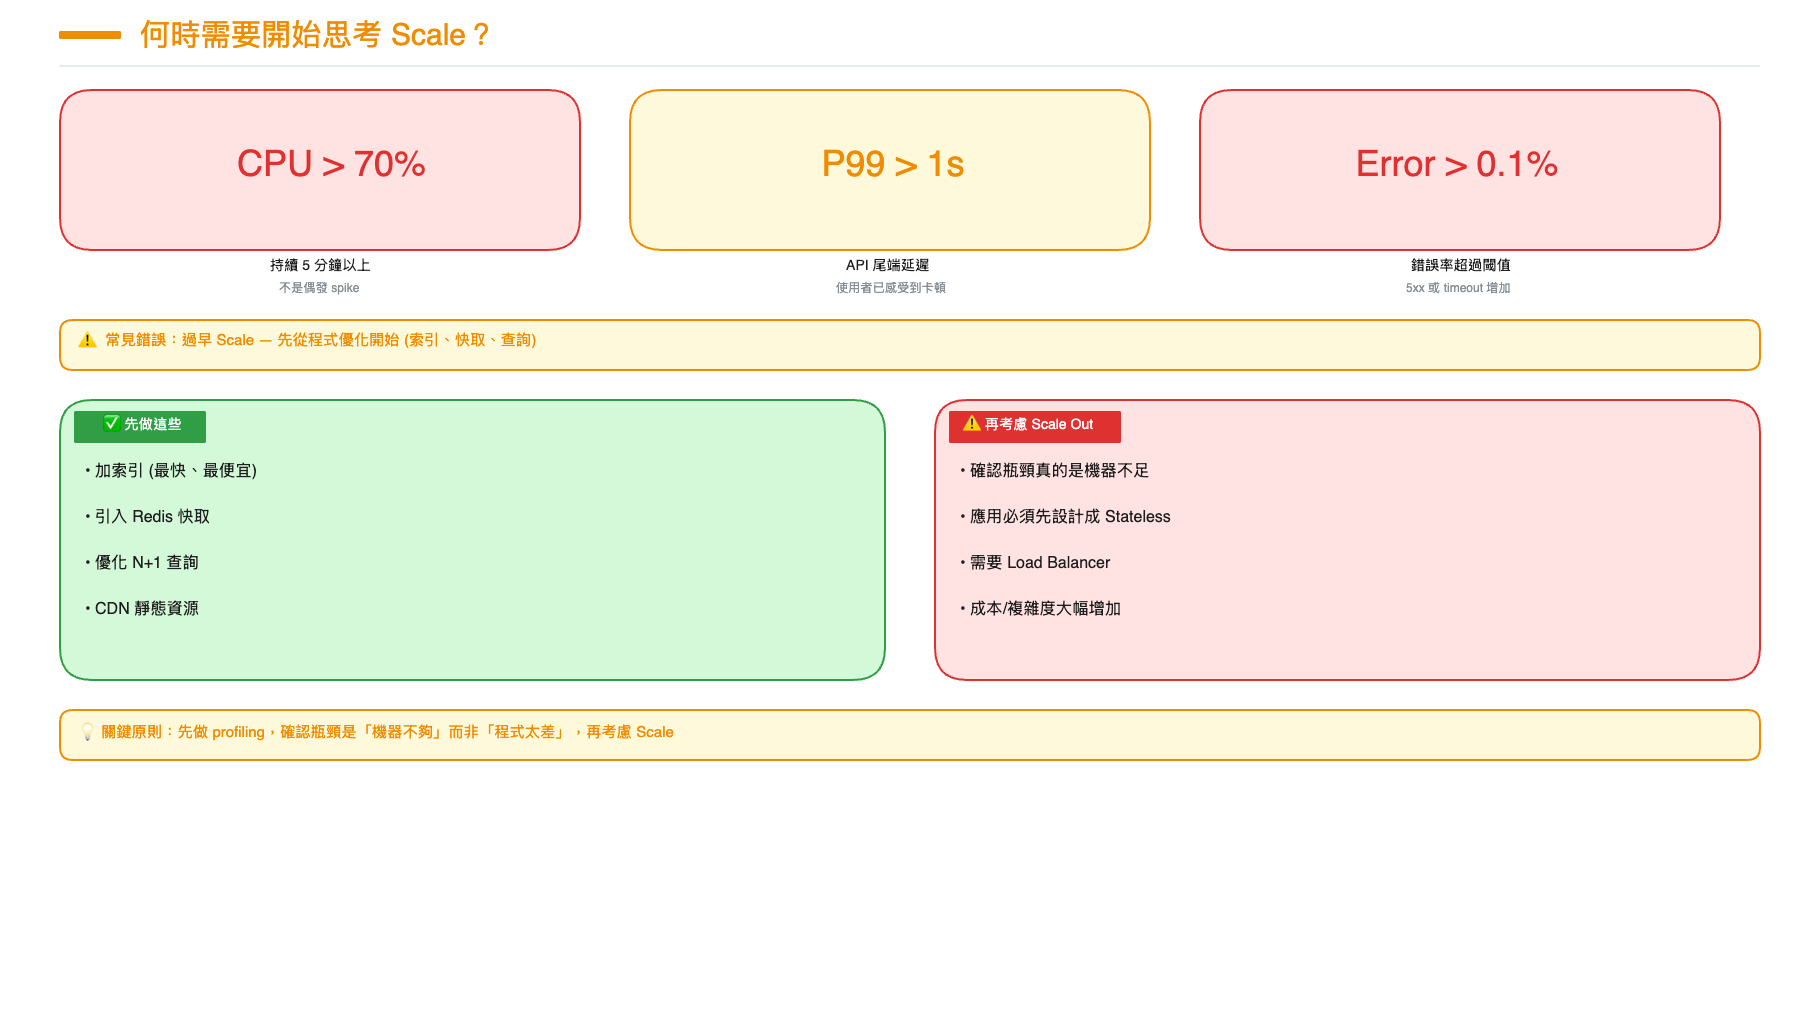 何時需要開始思考 Scale？
CPU > 70%
P99 > 1s
Error > 0.1%
持續 5 分鐘以上
不是偶發 spike
API 尾端延遲
使用者已感受到卡頓
錯誤率超過閾值
5xx 或 timeout 增加
⚠️ 常見錯誤：過早 Scale — 先從程式優化開始 (索引、快取、查詢)
✅ 先做這些
• 加索引 (最快、最便宜)
• 引入 Redis 快取
• 優化 N+1 查詢
• CDN 靜態資源
⚠️ 再考慮 Scale Out
• 確認瓶頸真的是機器不足
• 應用必須先設計成 Stateless
• 需要 Load Balancer
• 成本/複雜度大幅增加
💡 關鍵原則：先做 profiling，確認瓶頸是「機器不夠」而非「程式太差」，再考慮 Scale